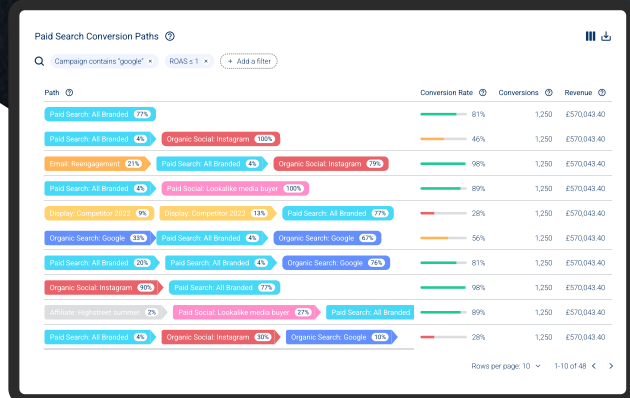 Paid Search Conversion Paths
Campaign contains "google" × ROAS ≤ 1 × + Add a filter
Path Conversion Rate Conversions Revenue
Paid Search: All Branded 77% 81% 1,250 £570,043.40
Paid Search: All Branded 4% Organic Social: Instagram 100% 46% 1,250 £570,043.40
Email: Reengagement 21% Paid Search: All Branded 4% Organic Social: Instagram 79% 98% 1,250 £570,043.40
Paid Search: All Branded 4% Paid Social: Lookalike media buyer 100% 89% 1,250 £570,043.40
Display: Competitor 2022 9% Display: Competitor 2022 13% Paid Search: All Branded 77% 28% 1,250 £570,043.40
Organic Search: Google 33% Paid Search: All Branded 4% Organic Search: Google 67% 56% 1,250 £570,043.40
Paid Search: All Branded 20% Paid Search: All Branded 4% Organic Search: Google 76% 81% 1,250 £570,043.40
Organic Social: Instagram 90% Paid Search: All Branded 77% 98% 1,250 £570,043.40
Affiliate: Highstreet summer 2% Paid Social: Lookalike media buyer 27% Paid Search: All Branded 89% 1,250 £570,043.40
Paid Search: All Branded 4% Organic Social: Instagram 30% Organic Search: Google 10% 28% 1,250 £570,043.40
Rows per page: 10 1-10 of 48